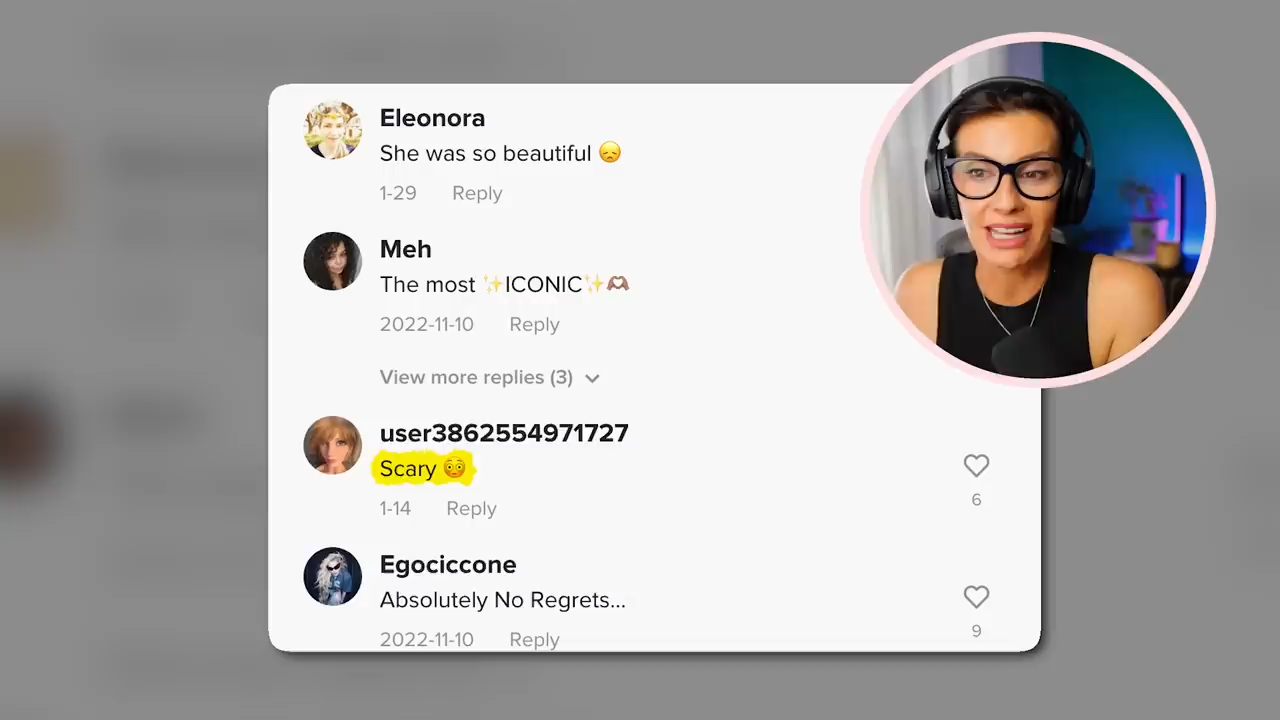 Eleonora
She was so beautiful 😞
1-29 Reply
Meh
The most ✨ICONIC✨🫶🏽
2022-11-10 Reply
View more replies (3)
user3862554971727
Scary 😳
1-14 Reply
6
Egociccone
Absolutely No Regrets...
2022-11-10 Reply
9